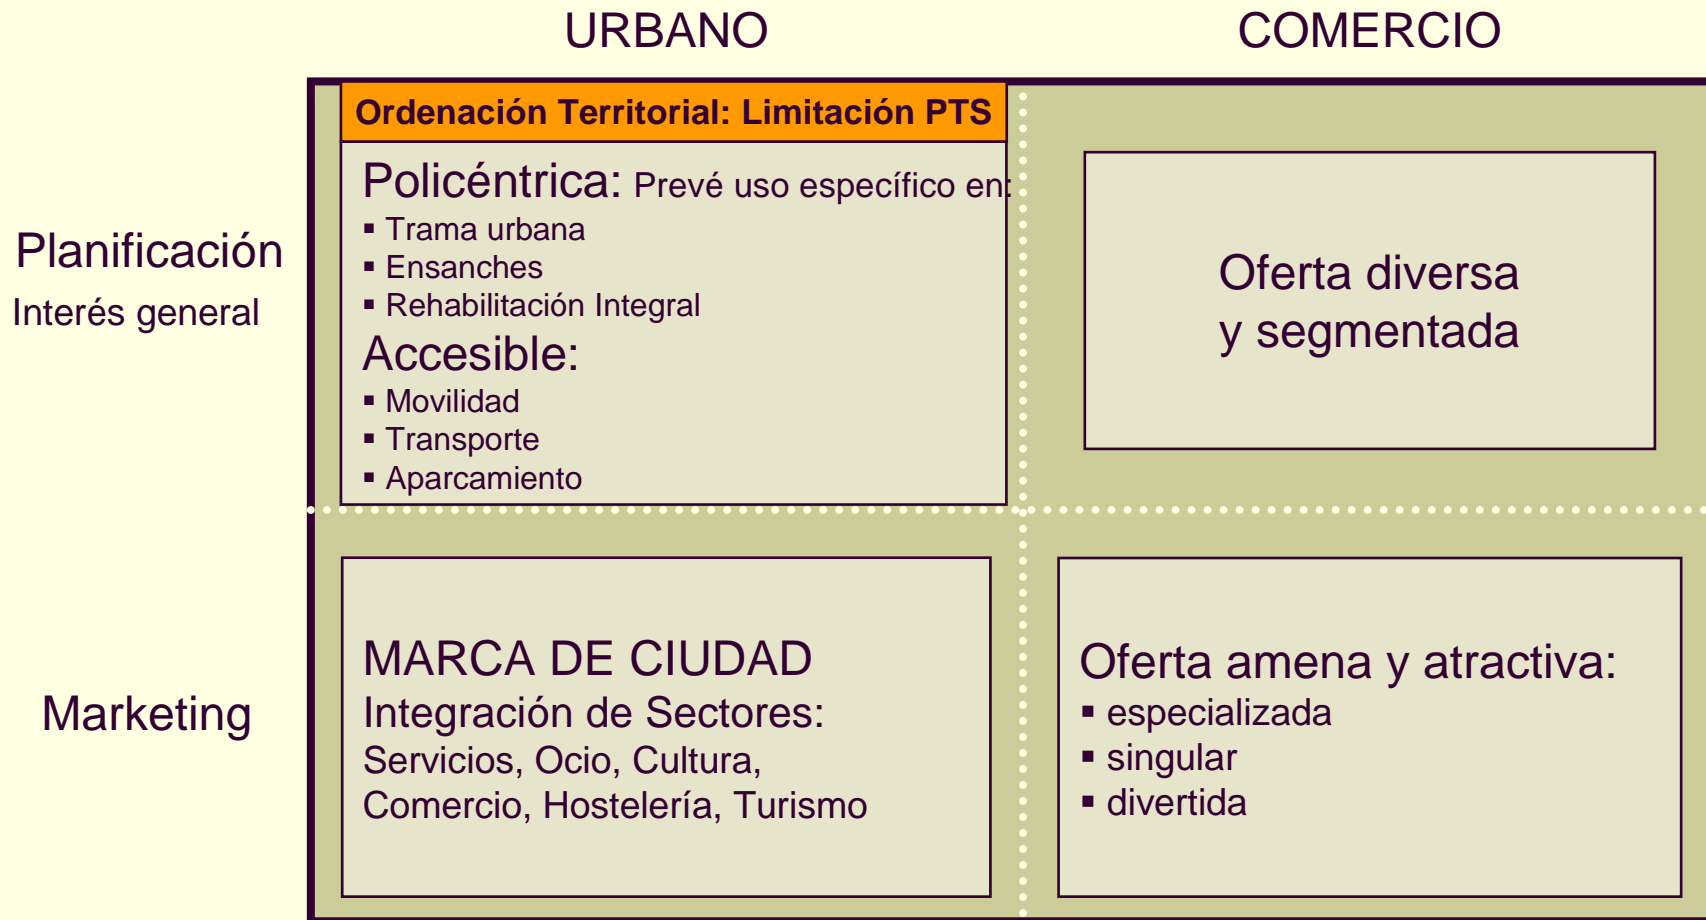 URBANO
COMERCIO
Planificación
Interés general
Ordenación Territorial: Limitación PTS
Policéntrica: Prevé uso específico en:
▪ Trama urbana
▪ Ensanches
▪ Rehabilitación Integral
Accesible:
▪ Movilidad
▪ Transporte
▪ Aparcamiento
Oferta diversa
y segmentada
Marketing
MARCA DE CIUDAD
Integración de Sectores:
Servicios, Ocio, Cultura,
Comercio, Hostelería, Turismo
Oferta amena y atractiva:
▪ especializada
▪ singular
▪ divertida